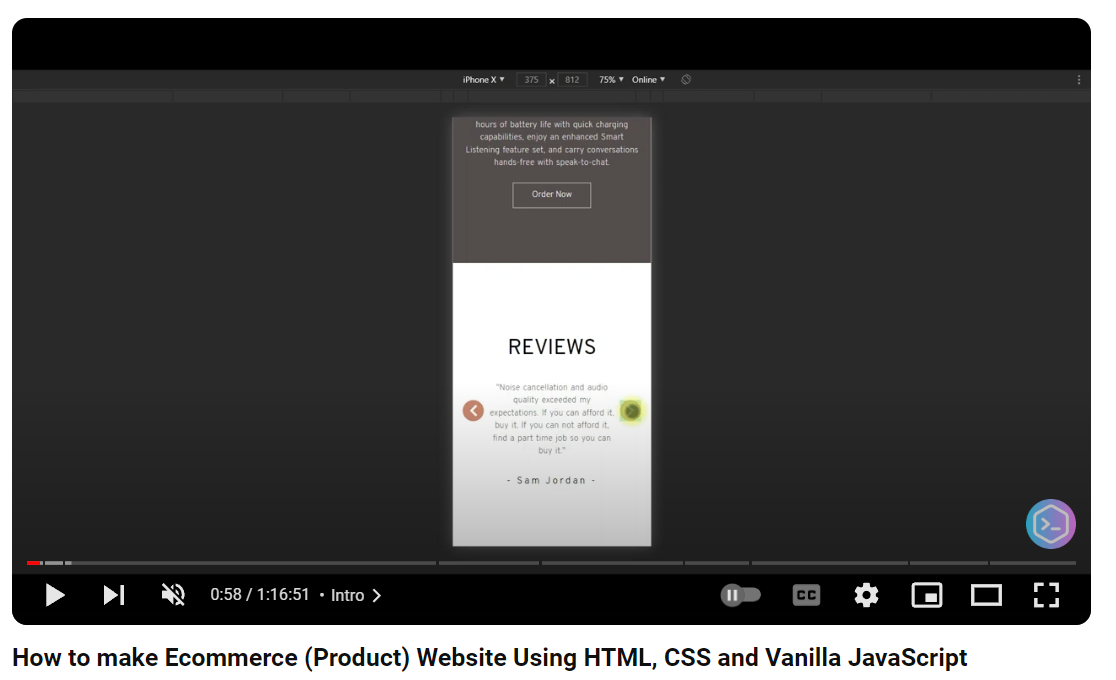 iPhone X ▼ 375 x 812 75% ▼ Online ▼
hours of battery life with quick charging
capabilities, enjoy an enhanced Smart
Listening feature set, and carry conversations
hands-free with speak-to-chat.
Order Now
REVIEWS
"Noise cancellation and audio
quality exceeded my
expectations. If you can afford it,
buy it. If you can not afford it,
find a part time job so you can
buy it."
- Sam Jordan -
0:58 / 1:16:51 • Intro
CC
How to make Ecommerce (Product) Website Using HTML, CSS and Vanilla JavaScript